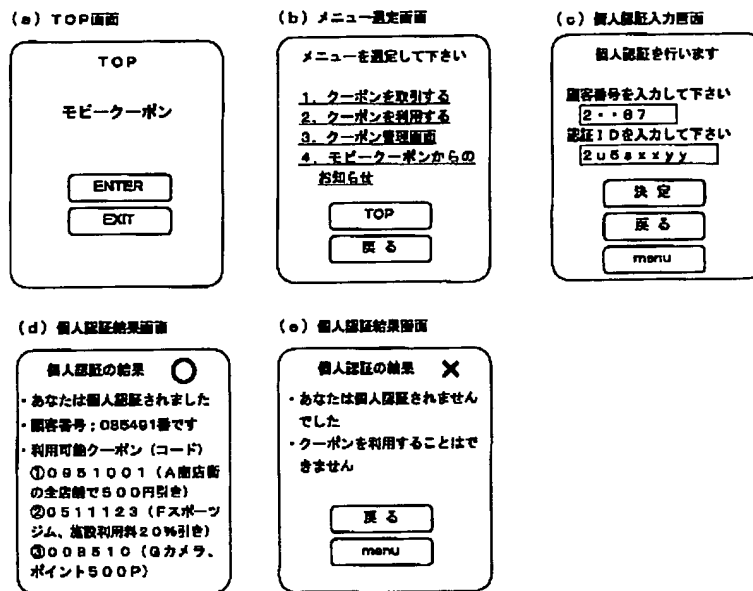 (a) TOP画面
TOP
モビークーポン
ENTER
EXIT
(b) メニュー選定画面
メニューを選定して下さい
1. クーポンを取引する
2. クーポンを利用する
3. クーポン管理画面
4. モビークーポンからの
お知らせ
TOP
戻る
(c) 個人認証入力画面
個人認証を行います
顧客番号を入力して下さい
2・・87
認証IDを入力して下さい
2u5axxyy
決定
戻る
menu
(d) 個人認証結果画面
個人認証の結果 ○
・あなたは個人認証されました
・顧客番号;085491番です
・利用可能クーポン(コード)
①0951001(A商店街
の全店舗で500円引き)
②0511123(Fスポーツ
ジム、施設利用料20%引き)
③008510(Gカメラ、
ポイント500P)
(e) 個人認証結果画面
個人認証の結果 ×
・あなたは個人認証されません
でした
・クーポンを利用することはで
きません
戻る
menu